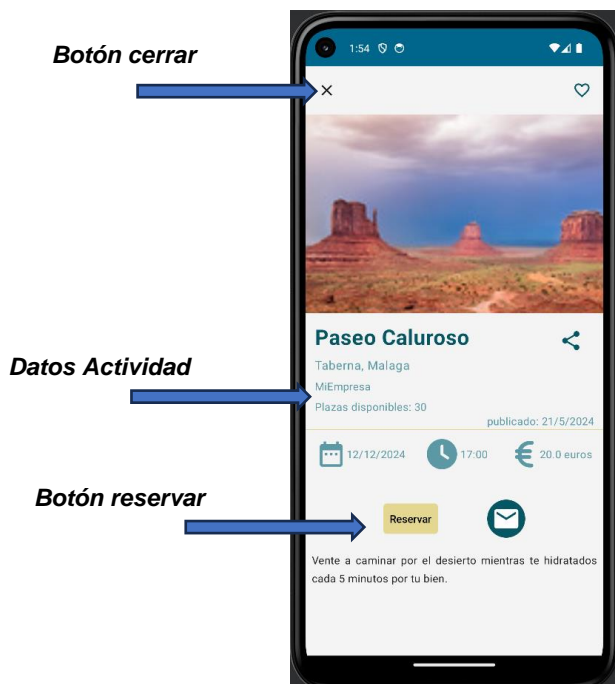 Botón cerrar
1:54
Paseo Caluroso
Datos Actividad
Taberna, Malaga
MiEmpresa
Plazas disponibles: 30
publicado: 21/5/2024
12/12/2024 17:00 € 20.0 euros
Botón reservar
Reservar
Vente a caminar por el desierto mientras te hidratados
cada 5 minutos por tu bien.